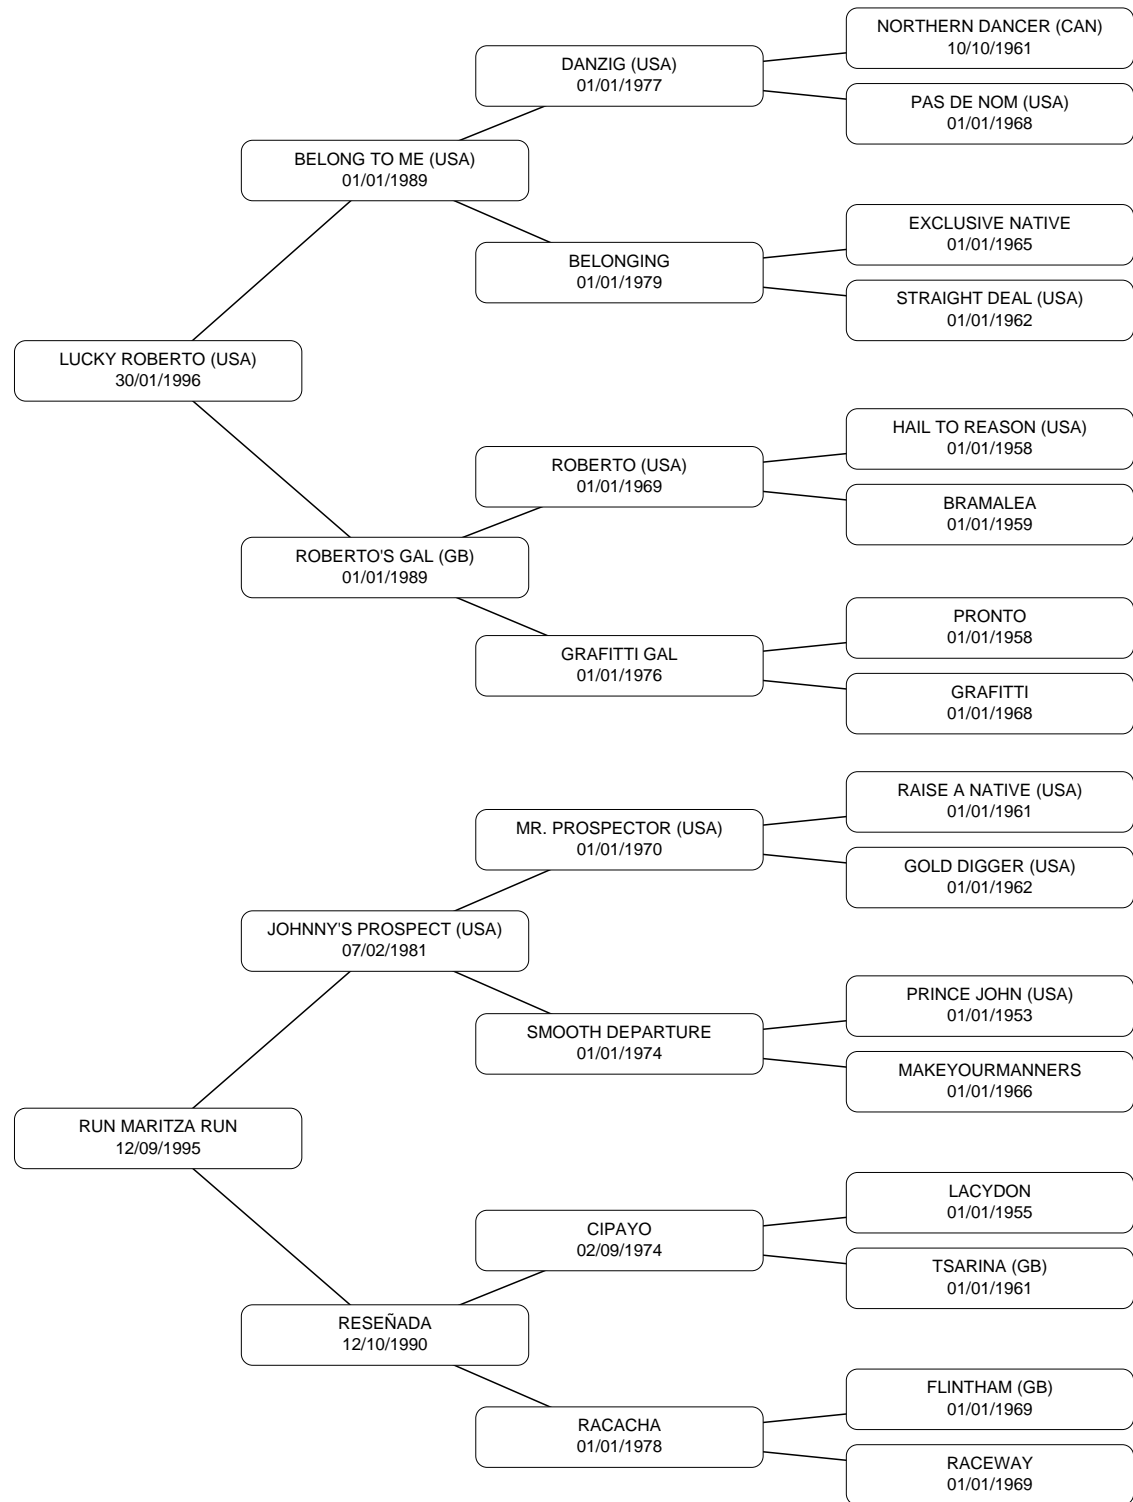 NORTHERN DANCER (CAN)
10/10/1961
DANZIG (USA)
01/01/1977
PAS DE NOM (USA)
01/01/1968
BELONG TO ME (USA)
01/01/1989
EXCLUSIVE NATIVE
01/01/1965
BELONGING
01/01/1979
STRAIGHT DEAL (USA)
01/01/1962
LUCKY ROBERTO (USA)
30/01/1996
HAIL TO REASON (USA)
01/01/1958
ROBERTO (USA)
01/01/1969
BRAMALEA
01/01/1959
ROBERTO'S GAL (GB)
01/01/1989
PRONTO
01/01/1958
GRAFITTI GAL
01/01/1976
GRAFITTI
01/01/1968
RAISE A NATIVE (USA)
01/01/1961
MR. PROSPECTOR (USA)
01/01/1970
GOLD DIGGER (USA)
01/01/1962
JOHNNY'S PROSPECT (USA)
07/02/1981
PRINCE JOHN (USA)
01/01/1953
SMOOTH DEPARTURE
01/01/1974
MAKEYOURMANNERS
01/01/1966
RUN MARITZA RUN
12/09/1995
LACYDON
01/01/1955
CIPAYO
02/09/1974
TSARINA (GB)
01/01/1961
RESEÑADA
12/10/1990
FLINTHAM (GB)
01/01/1969
RACACHA
01/01/1978
RACEWAY
01/01/1969